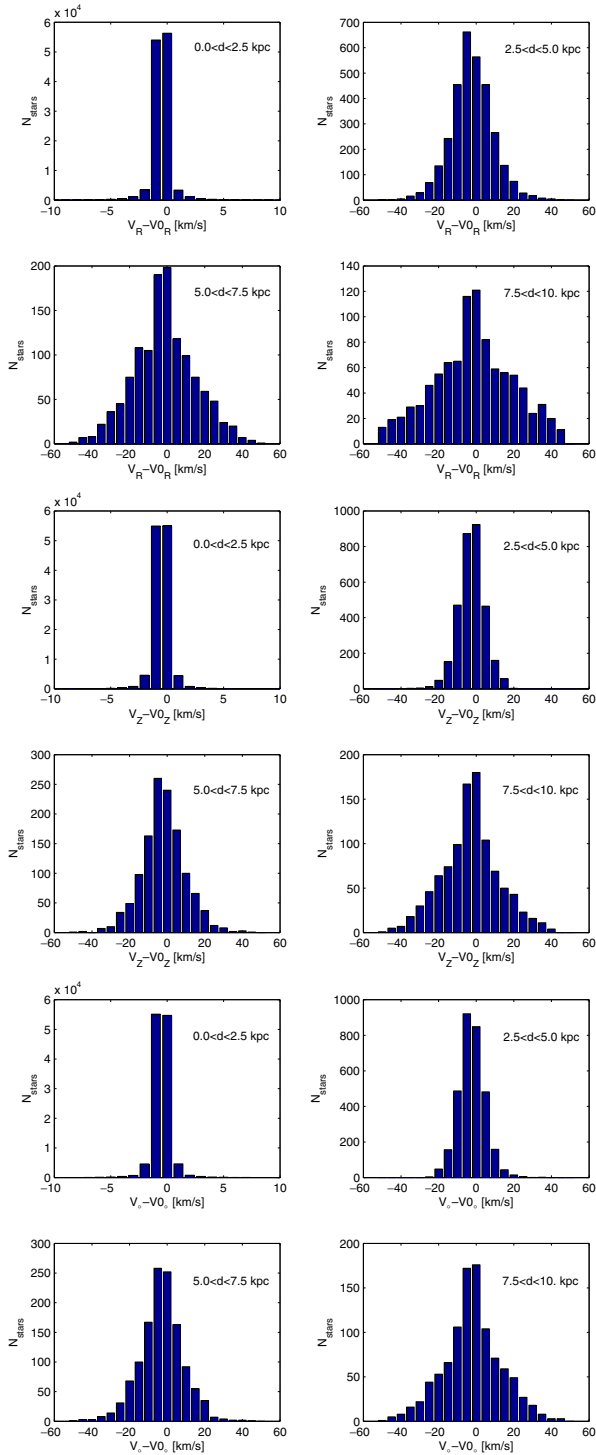 x 10^4
0.0<d<2.5 kpc
N_stars
0 1 2 3 4 5 6
−10 −5 0 5 10
V_R−V0_R [km/s]
2.5<d<5.0 kpc
N_stars
0 100 200 300 400 500 600 700
−60 −40 −20 0 20 40 60
V_R−V0_R [km/s]
5.0<d<7.5 kpc
N_stars
0 50 100 150 200
−60 −40 −20 0 20 40 60
V_R−V0_R [km/s]
7.5<d<10. kpc
N_stars
0 20 40 60 80 100 120 140
−60 −40 −20 0 20 40 60
V_R−V0_R [km/s]
x 10^4
0.0<d<2.5 kpc
N_stars
0 1 2 3 4 5 6
−10 −5 0 5 10
V_Z−V0_Z [km/s]
2.5<d<5.0 kpc
N_stars
0 200 400 600 800 1000
−60 −40 −20 0 20 40 60
V_Z−V0_Z [km/s]
5.0<d<7.5 kpc
N_stars
0 50 100 150 200 250 300
−60 −40 −20 0 20 40 60
V_Z−V0_Z [km/s]
7.5<d<10. kpc
N_stars
0 50 100 150 200
−60 −40 −20 0 20 40 60
V_Z−V0_Z [km/s]
x 10^4
0.0<d<2.5 kpc
N_stars
0 1 2 3 4 5 6
−10 −5 0 5 10
V_°−V0_° [km/s]
2.5<d<5.0 kpc
N_stars
0 200 400 600 800 1000
−60 −40 −20 0 20 40 60
V_°−V0_° [km/s]
5.0<d<7.5 kpc
N_stars
0 50 100 150 200 250 300
−60 −40 −20 0 20 40 60
V_°−V0_° [km/s]
7.5<d<10. kpc
N_stars
0 50 100 150 200
−60 −40 −20 0 20 40 60
V_°−V0_° [km/s]